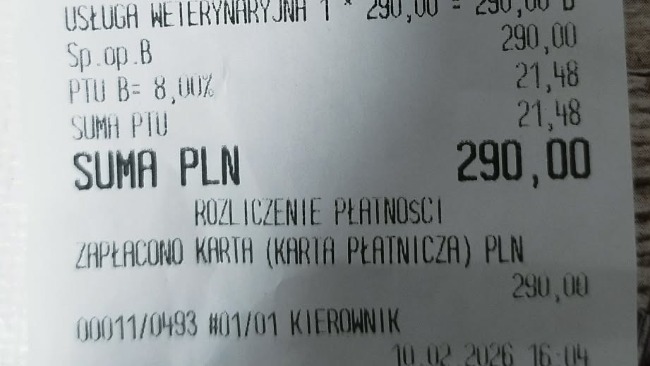 USŁUGA WETERYNARYJNA 1 * 290,00 = 290,00 B
Sp.op.B 290,00
PTU B= 8,00% 21,48
SUMA PTU 21,48
SUMA PLN 290,00
ROZLICZENIE PŁATNOŚCI
ZAPŁACONO KARTA (KARTA PŁATNICZA) PLN
290,00
00011/0493 #01/01 KIEROWNIK
10.02.2026 16:04